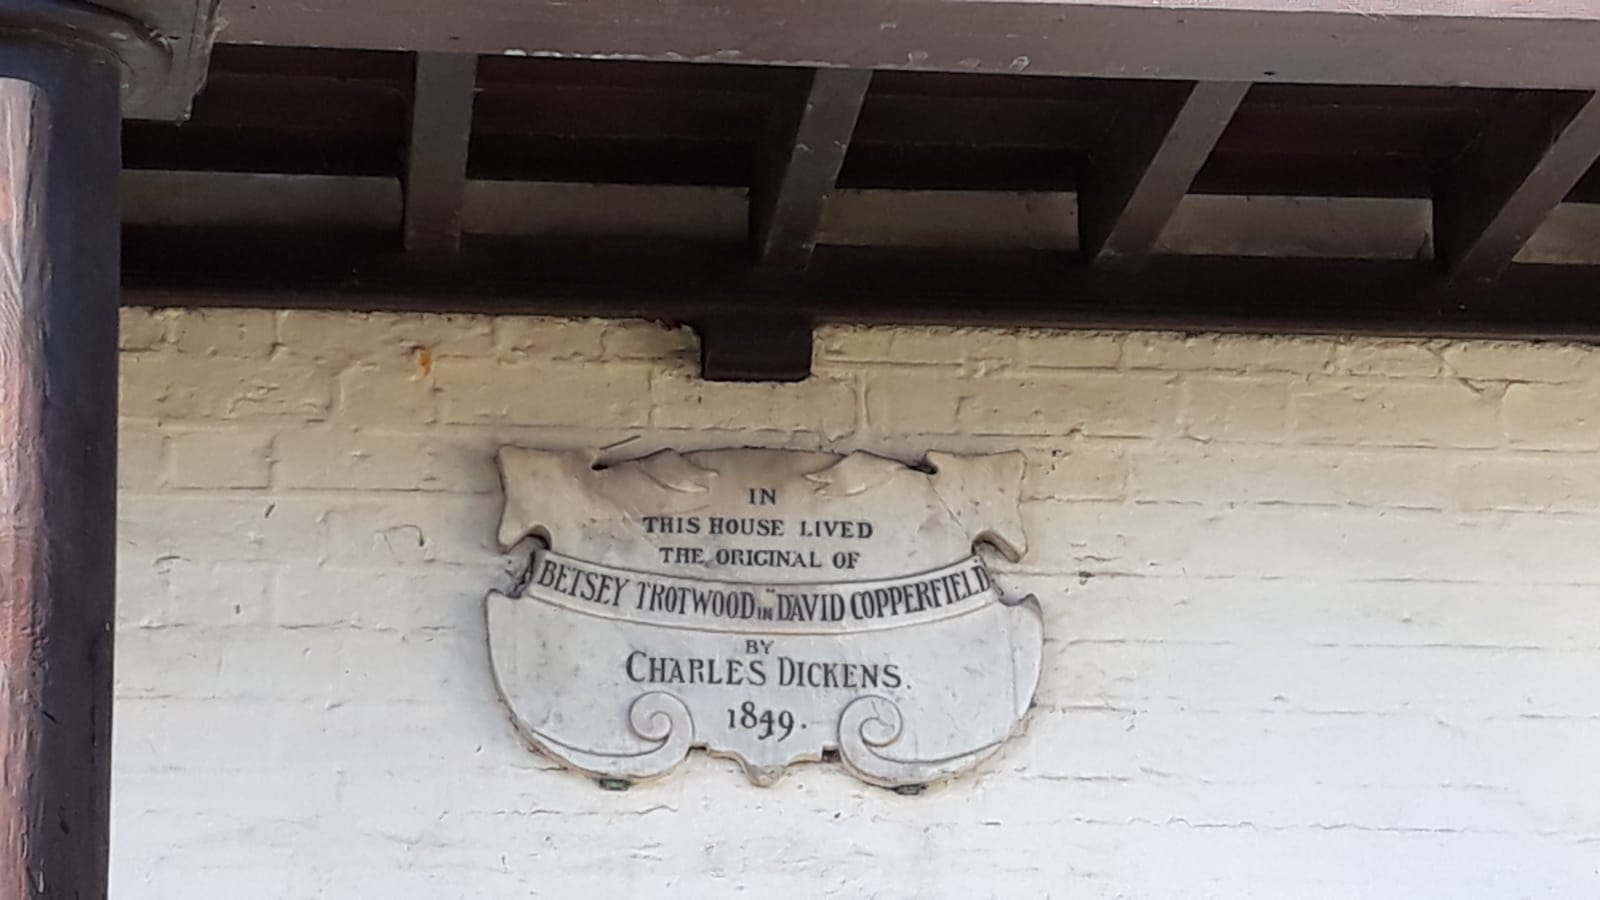 IN
THIS HOUSE LIVED
THE ORIGINAL OF
BETSEY TROTWOOD IN "DAVID COPPERFIELD"
BY
CHARLES DICKENS.
1849.